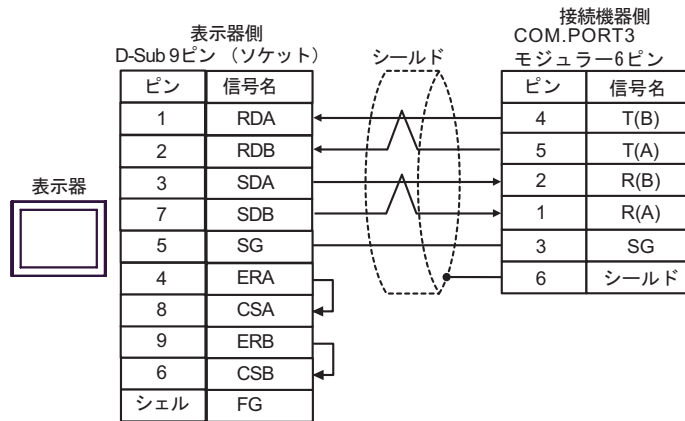 接続機器側
表示器側 COM.PORT3
D-Sub 9ピン （ソケット） シールド モジュラー6ピン
ピン 信号名 ピン 信号名
1 RDA 4 T(B)
2 RDB 5 T(A)
表示器 3 SDA 2 R(B)
7 SDB 1 R(A)
5 SG 3 SG
4 ERA 6 シールド
8 CSA
9 ERB
6 CSB
シェル FG